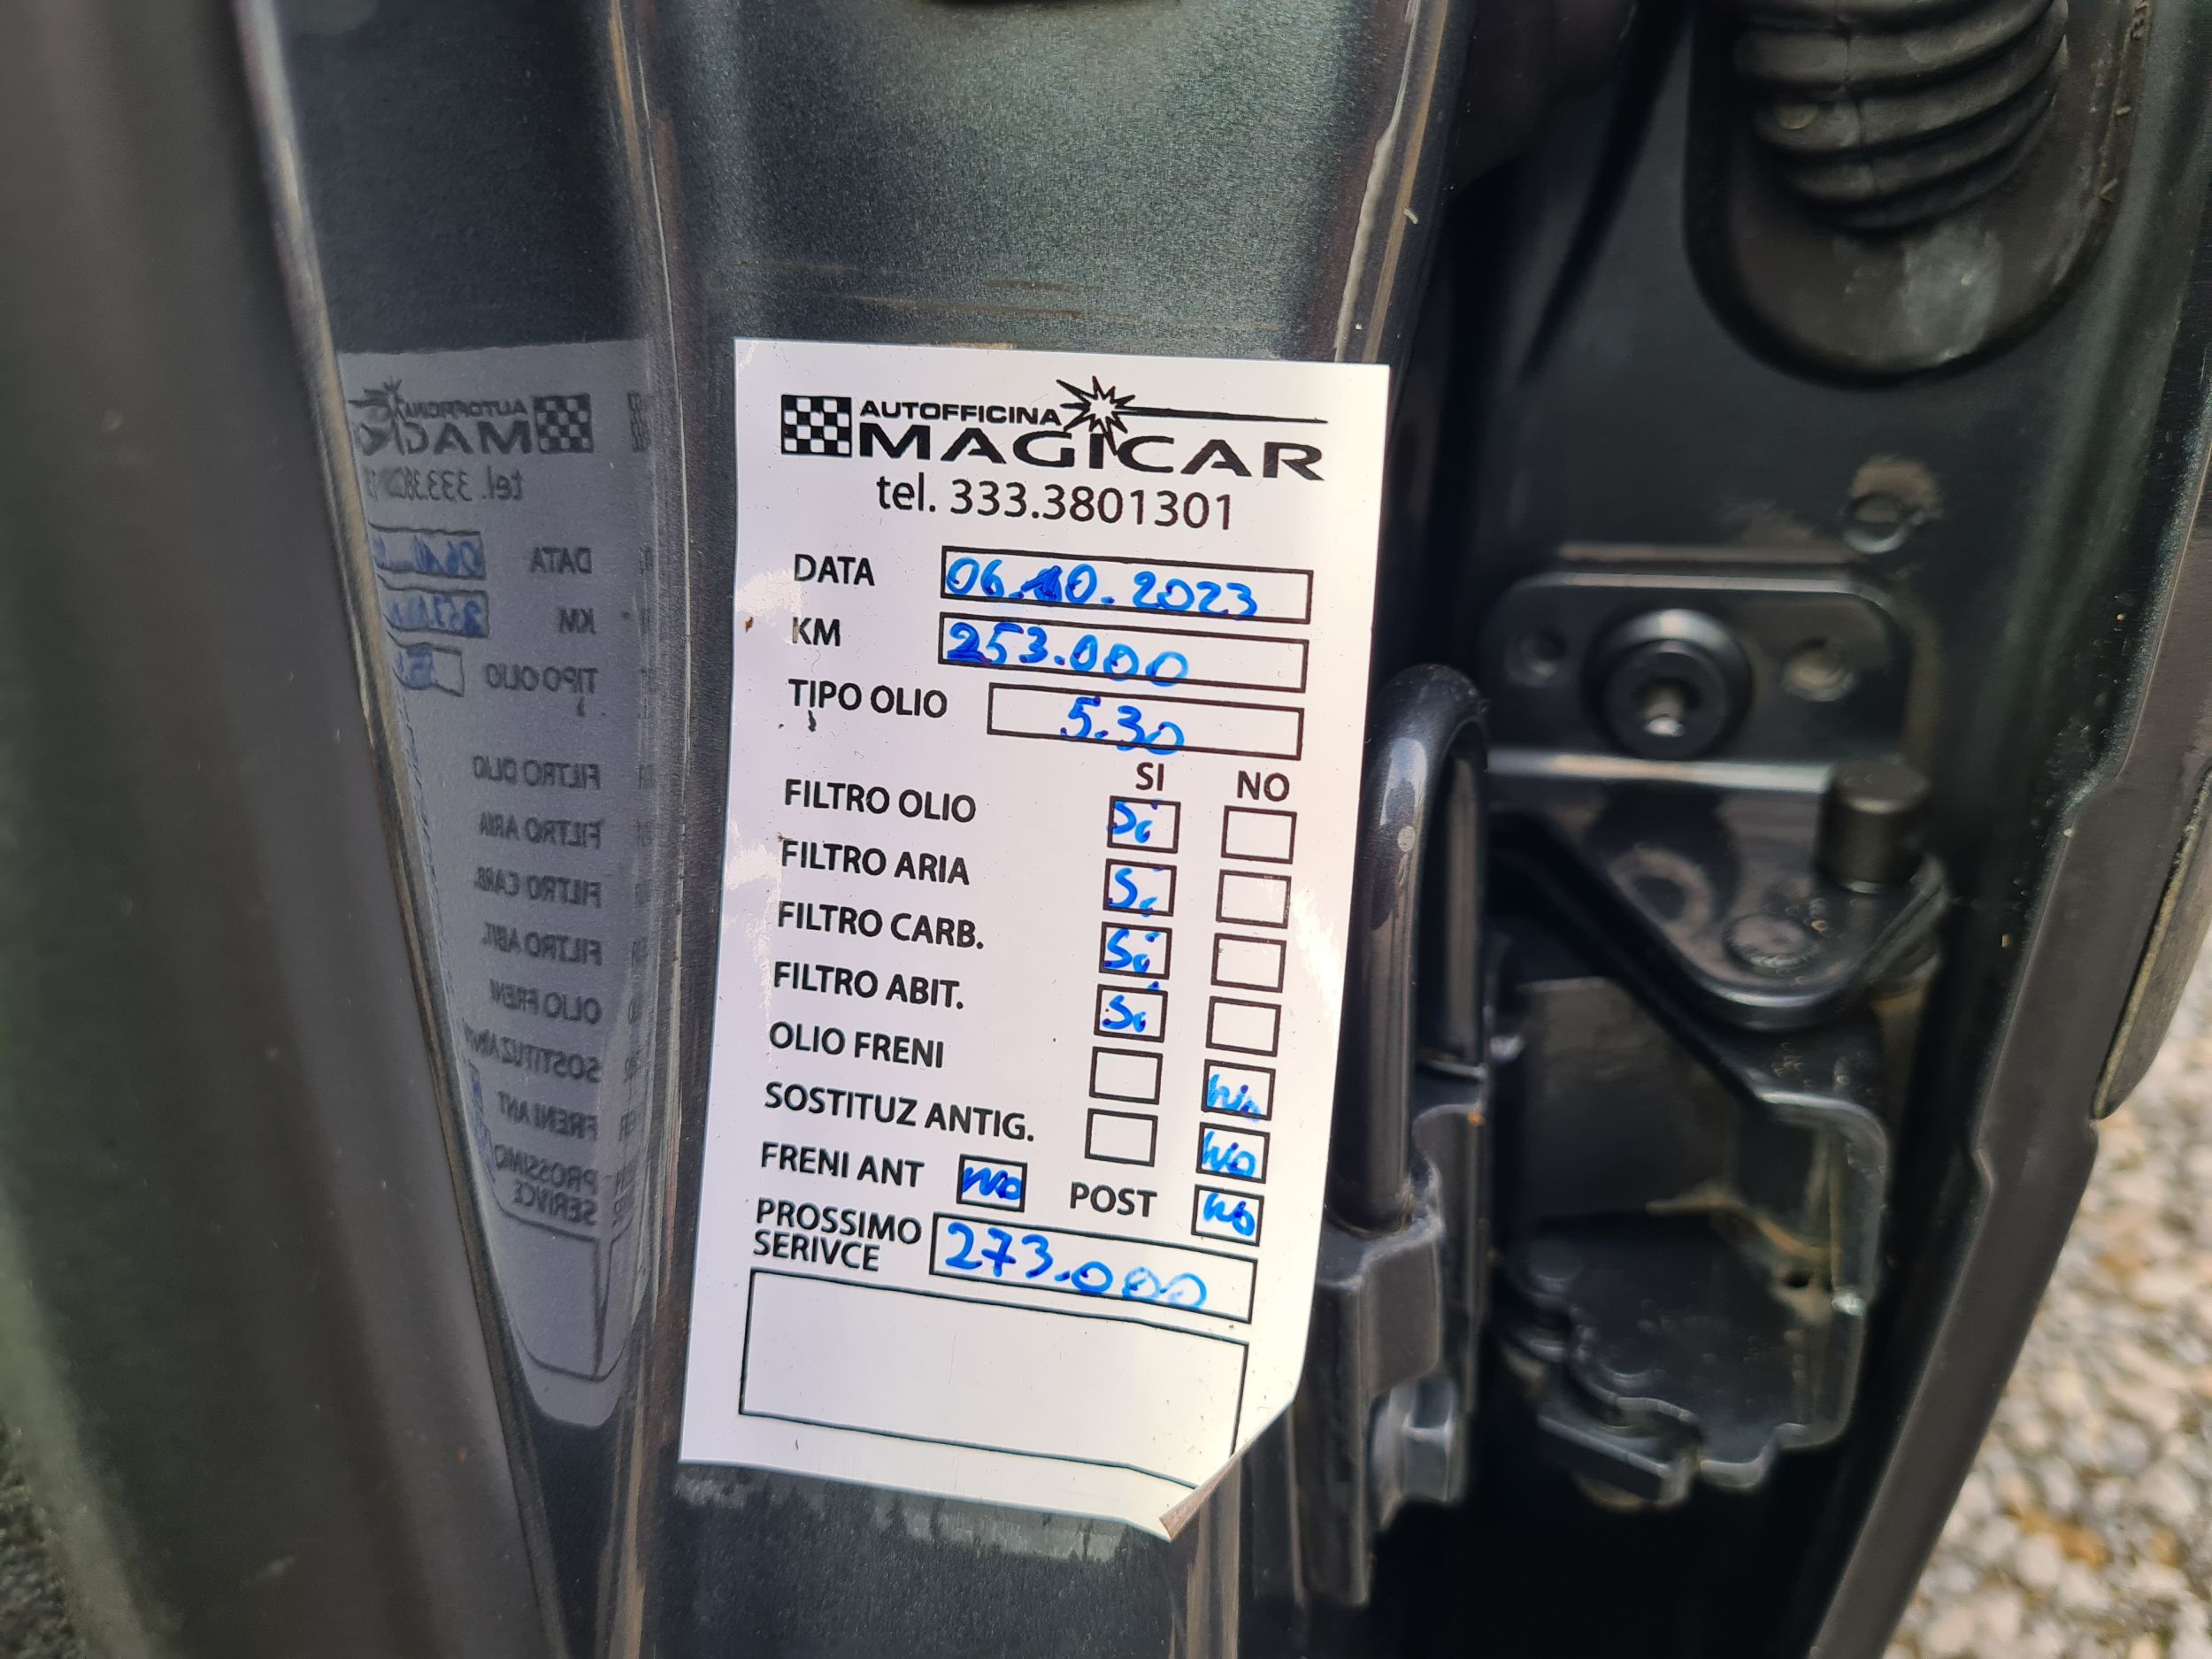 AUTOFFICINA
MAGICAR
tel. 333.3801301
DATA 06.10.2023
KM 253.000
TIPO OLIO 5.30
SI NO
FILTRO OLIO Si
FILTRO ARIA Si
FILTRO CARB. Si
FILTRO ABIT. Si
OLIO FRENI No
SOSTITUZ ANTIG. No
FRENI ANT No POST No
PROSSIMO
SERIVCE 273.000